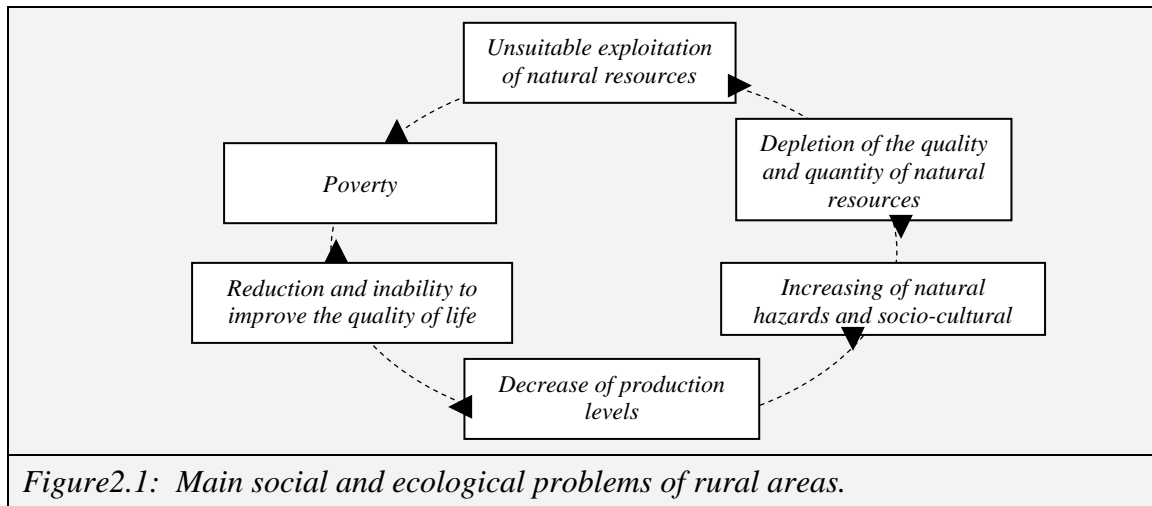 Unsuitable exploitation
of natural resources
Depletion of the quality
and quantity of natural
resources
Poverty
Reduction and inability to
improve the quality of life
Increasing of natural
hazards and socio-cultural
Decrease of production
levels
Figure2.1: Main social and ecological problems of rural areas.